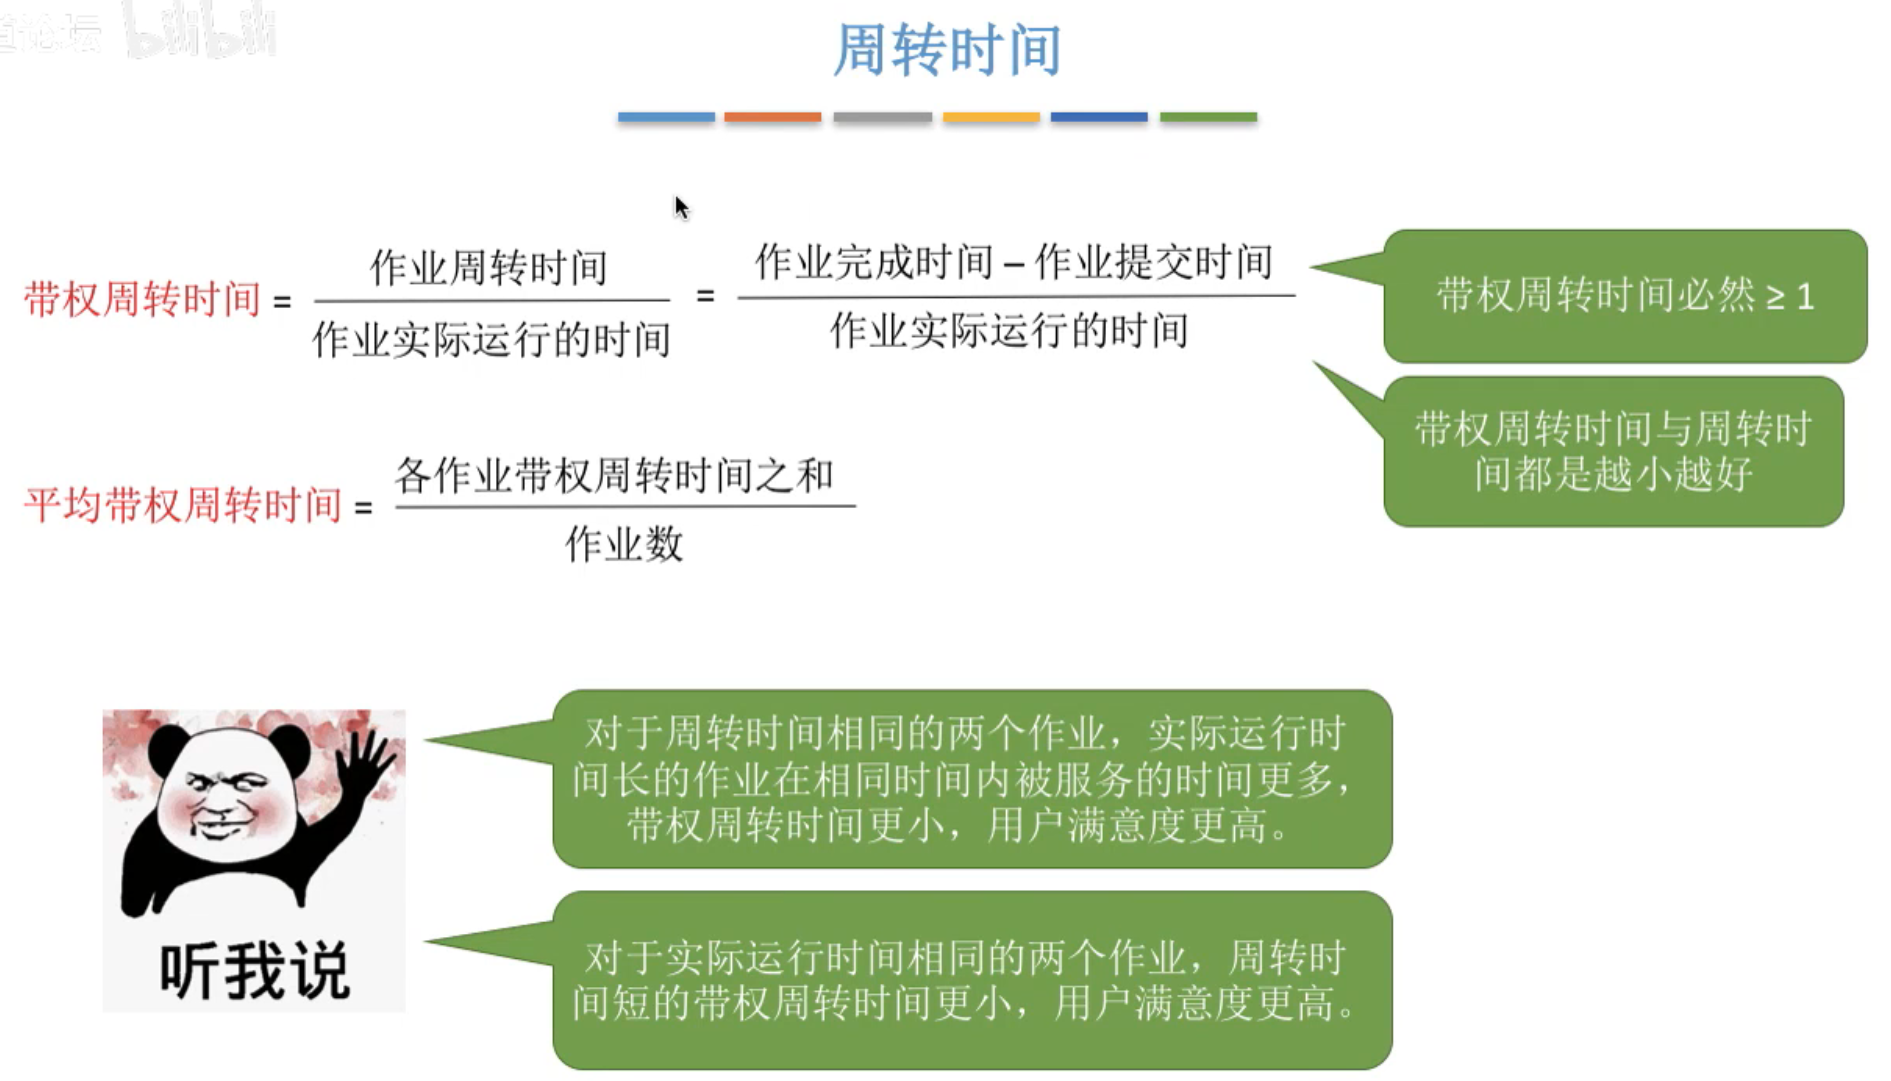 道论坛 bilibili
周转时间
带权周转时间 = 作业周转时间 / 作业实际运行的时间 = 作业完成时间 – 作业提交时间 / 作业实际运行的时间
带权周转时间必然 ≥ 1
带权周转时间与周转时
间都是越小越好
平均带权周转时间 = 各作业带权周转时间之和 / 作业数
对于周转时间相同的两个作业，实际运行时
间长的作业在相同时间内被服务的时间更多，
带权周转时间更小，用户满意度更高。
听我说
对于实际运行时间相同的两个作业，周转时
间短的带权周转时间更小，用户满意度更高。